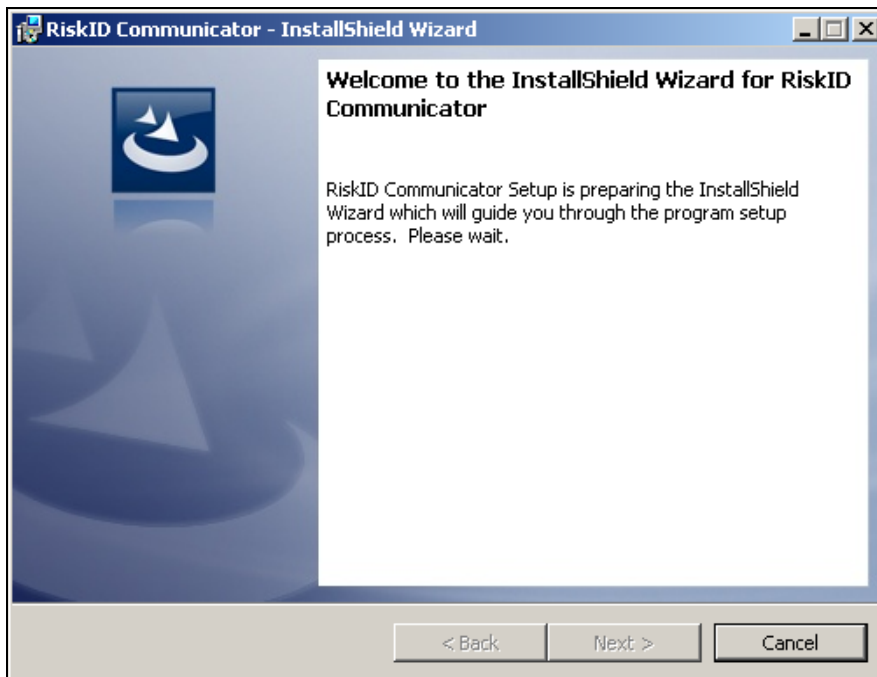 RiskID Communicator - InstallShield Wizard
Welcome to the InstallShield Wizard for RiskID
Communicator
RiskID Communicator Setup is preparing the InstallShield
Wizard which will guide you through the program setup
process.  Please wait.
< Back
Next >
Cancel